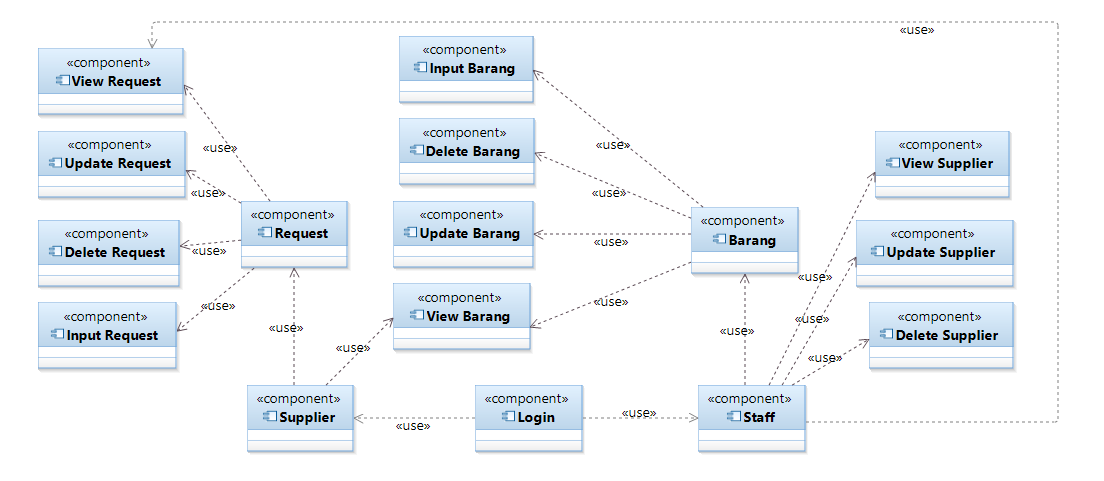 «use»
«component»
View Request
«component»
Input Barang
«component»
Update Request
«component»
Delete Barang
«component»
View Supplier
«use»
«use»
«use»
«use»
«component»
Delete Request
«component»
Request
«component»
Update Barang
«component»
Barang
«component»
Update Supplier
«use»
«use»
«use»
«component»
Input Request
«component»
View Barang
«component»
Delete Supplier
«use»
«use»
«use»
«use»
«use»
«use»
«use»
«use»
«component»
Supplier
«component»
Login
«component»
Staff
«use»
«use»